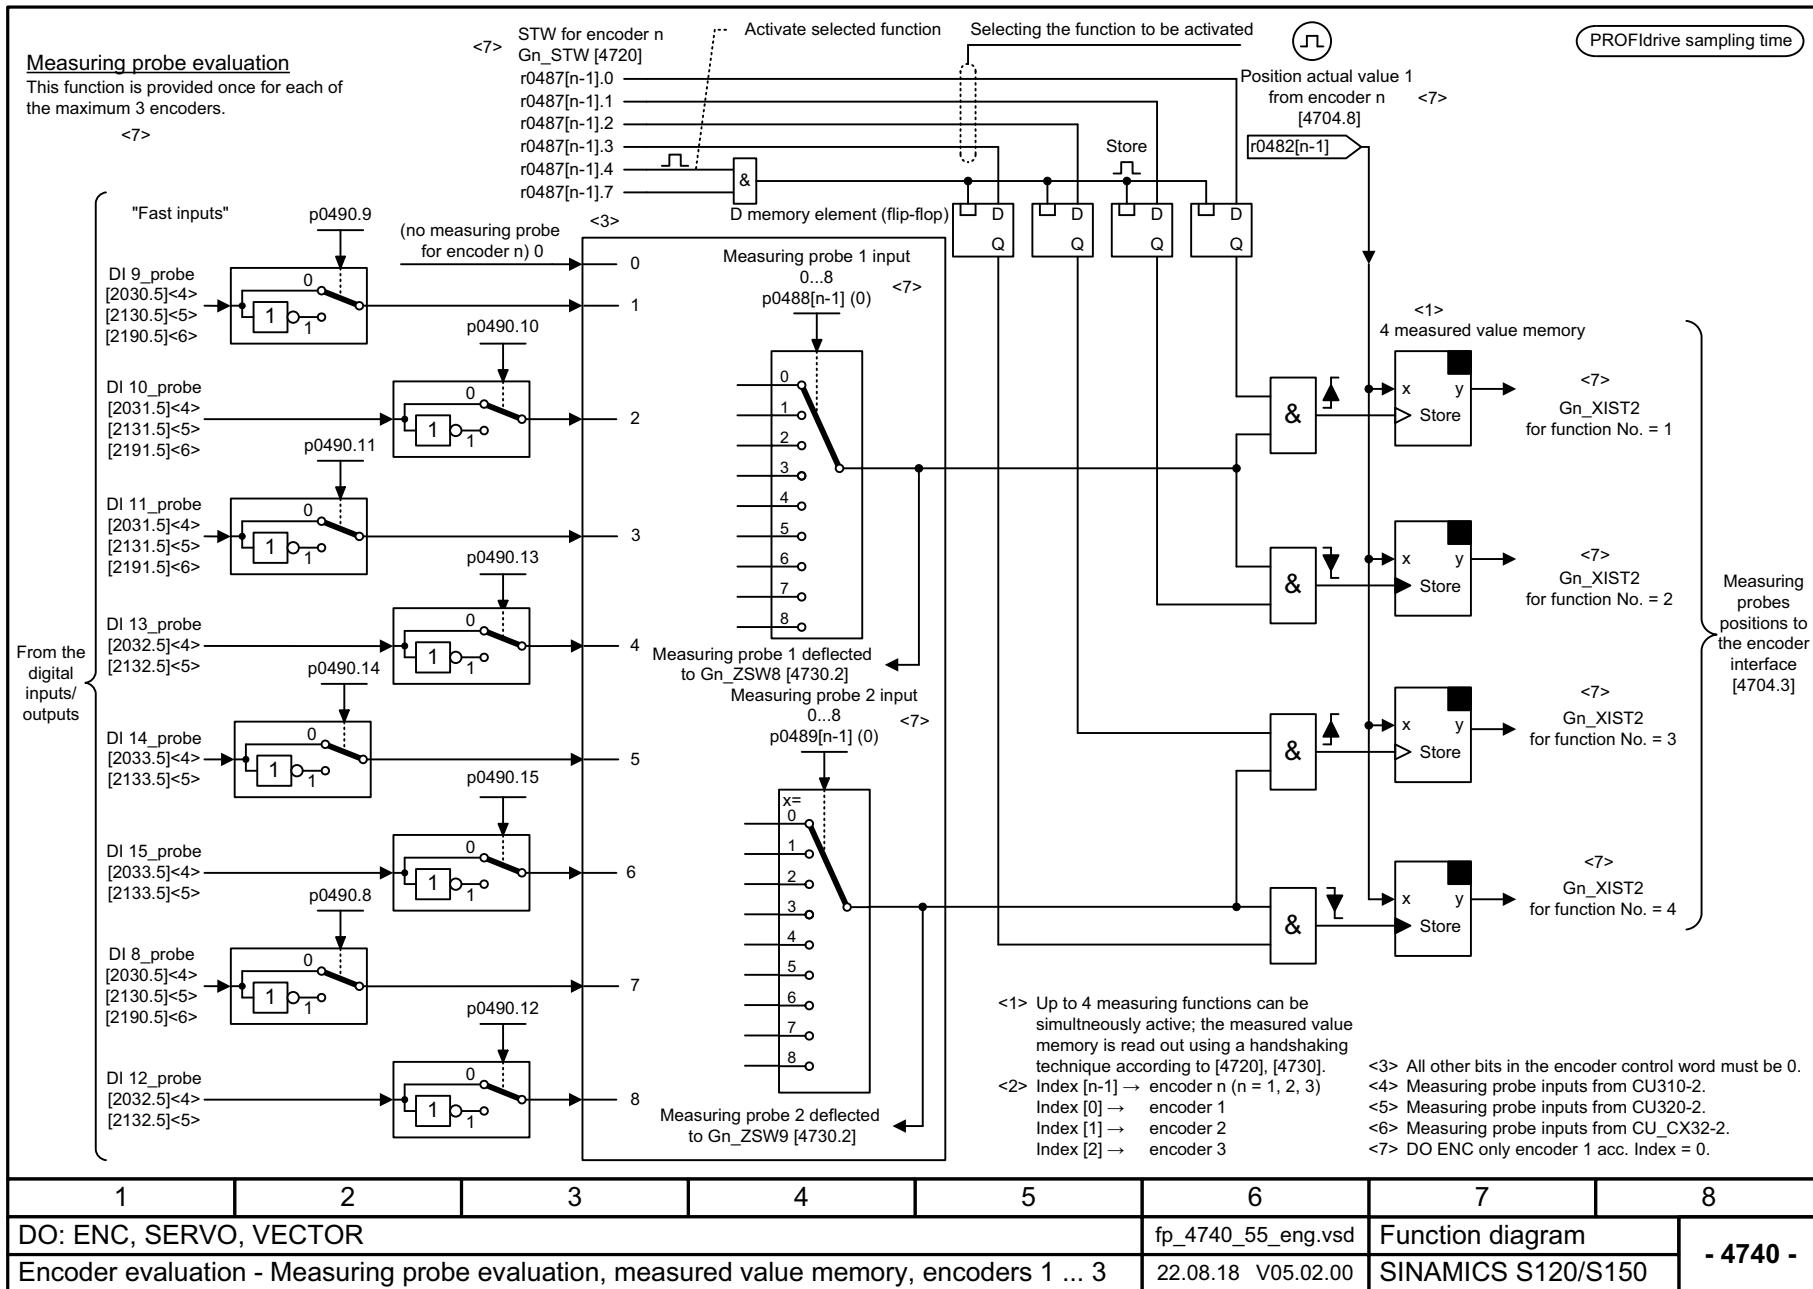 Measuring probe evaluation
This function is provided once for each of
the maximum 3 encoders.
<7>
<7>
STW for encoder n
Gn_STW [4720]
r0487[n-1].0
r0487[n-1].1
r0487[n-1].2
r0487[n-1].3
r0487[n-1].4
r0487[n-1].7
Activate selected function
Selecting the function to be activated
PROFIdrive sampling time
Position actual value 1
from encoder n
<7>
[4704.8]
r0482[n-1]
Store
&
D memory element (flip-flop)
D
Q
D
Q
D
Q
D
Q
"Fast inputs"
From the
digital
inputs/
outputs
p0490.9
DI 9_probe
[2030.5]<4>
[2130.5]<5>
[2190.5]<6>
0
1
1
p0490.10
DI 10_probe
[2031.5]<4>
[2131.5]<5>
[2191.5]<6>
0
1
1
p0490.11
DI 11_probe
[2031.5]<4>
[2131.5]<5>
[2191.5]<6>
0
1
1
p0490.13
DI 13_probe
[2032.5]<4>
[2132.5]<5>
0
1
1
p0490.14
DI 14_probe
[2033.5]<4>
[2133.5]<5>
0
1
1
p0490.15
DI 15_probe
[2033.5]<4>
[2133.5]<5>
0
1
1
p0490.8
DI 8_probe
[2030.5]<4>
[2130.5]<5>
[2190.5]<6>
0
1
1
p0490.12
DI 12_probe
[2032.5]<4>
[2132.5]<5>
0
1
1
(no measuring probe
for encoder n) 0
<3>
0
1
2
3
4
5
6
7
8
Measuring probe 1 input
0...8
p0488[n-1] (0)
<7>
0
1
2
3
4
5
6
7
8
Measuring probe 1 deflected
to Gn_ZSW8 [4730.2]
Measuring probe 2 input
0...8
p0489[n-1] (0)
<7>
x=
0
1
2
3
4
5
6
7
8
Measuring probe 2 deflected
to Gn_ZSW9 [4730.2]
<1>
4 measured value memory
&
x
y
Store
<7>
Gn_XIST2
for function No. = 1
&
x
y
Store
<7>
Gn_XIST2
for function No. = 2
&
x
y
Store
<7>
Gn_XIST2
for function No. = 3
&
x
y
Store
<7>
Gn_XIST2
for function No. = 4
Measuring
probes
positions to
the encoder
interface
[4704.3]
<1> Up to 4 measuring functions can be
simultneously active; the measured value
memory is read out using a handshaking
technique according to [4720], [4730].
<2> Index [n-1] → encoder n (n = 1, 2, 3)
Index [0] → encoder 1
Index [1] → encoder 2
Index [2] → encoder 3
<3> All other bits in the encoder control word must be 0.
<4> Measuring probe inputs from CU310-2.
<5> Measuring probe inputs from CU320-2.
<6> Measuring probe inputs from CU_CX32-2.
<7> DO ENC only encoder 1 acc. Index = 0.
1
2
3
4
5
6
7
8
DO: ENC, SERVO, VECTOR
fp_4740_55_eng.vsd
Function diagram
- 4740 -
Encoder evaluation - Measuring probe evaluation, measured value memory, encoders 1 ... 3
22.08.18 V05.02.00
SINAMICS S120/S150